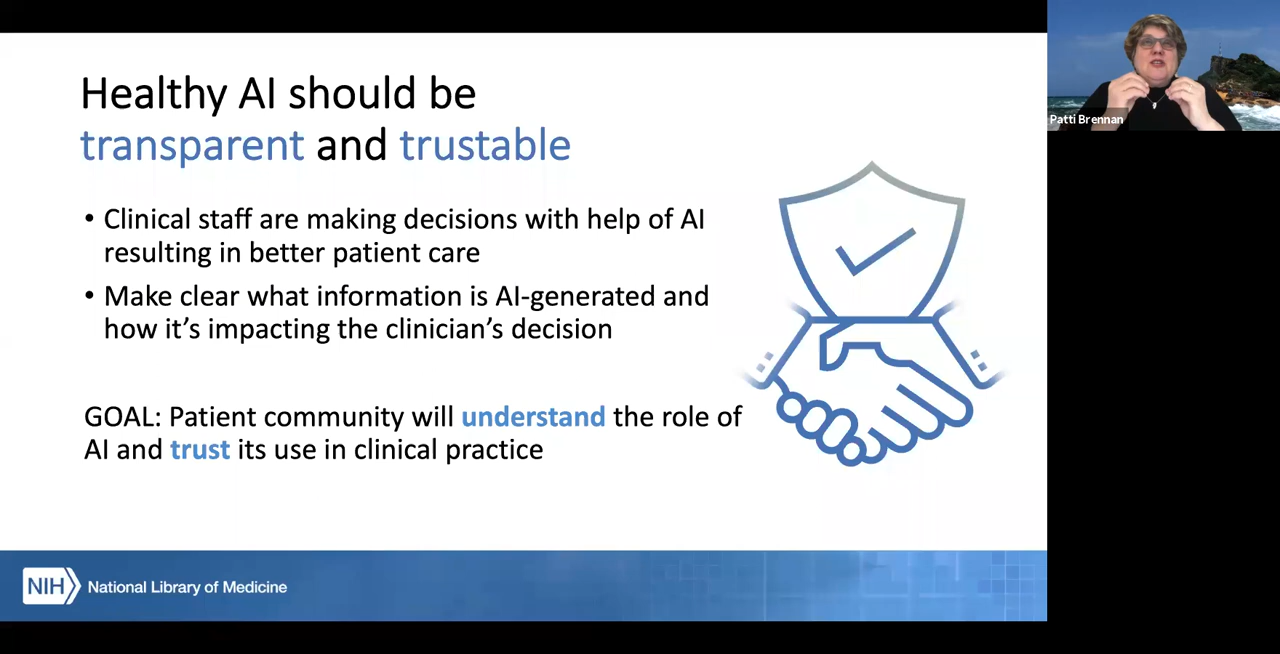 Healthy AI should be
transparent and trustable
• Clinical staff are making decisions with help of AI
resulting in better patient care
• Make clear what information is AI-generated and
how it’s impacting the clinician’s decision
GOAL: Patient community will understand the role of
AI and trust its use in clinical practice
NIH National Library of Medicine
Patti Brennan